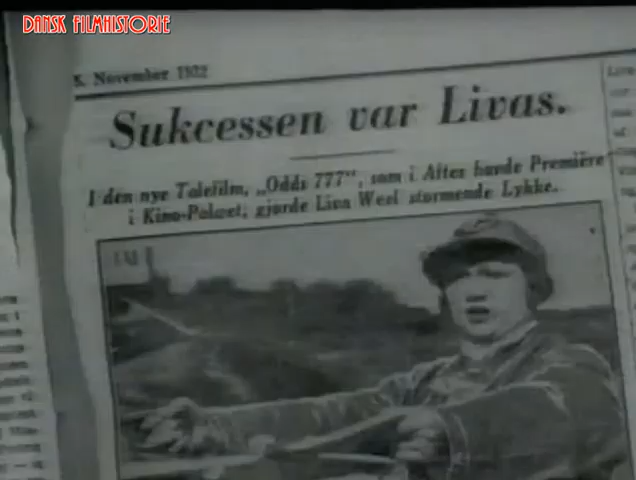 DANSK FILMHISTORIE
November 1932
Sukcessen var Livas.
I den nye Talefilm, „Odds 777“, som i Aftes havde Première
i Kino-Palæet, gjorde Liva Weel stormende Lykke.